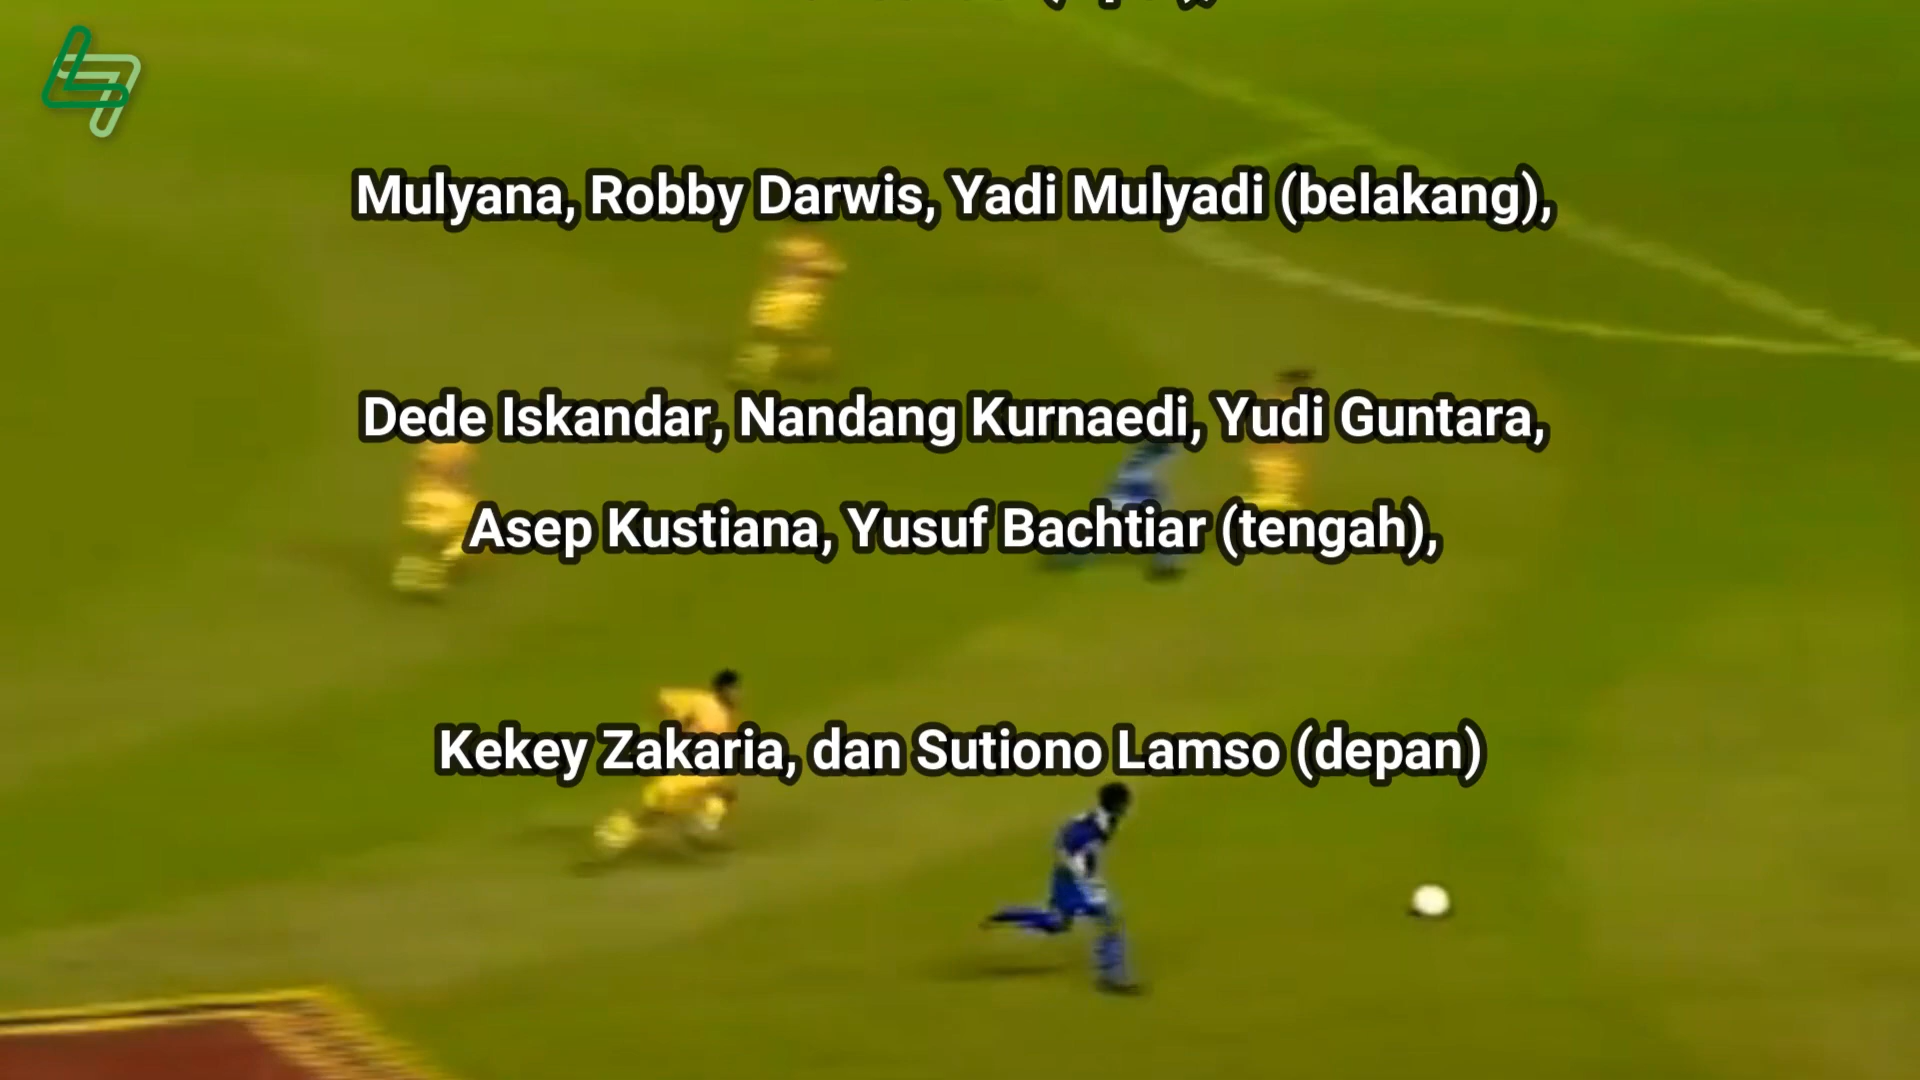 Mulyana, Robby Darwis, Yadi Mulyadi (belakang),
Dede Iskandar, Nandang Kurnaedi, Yudi Guntara,
Asep Kustiana, Yusuf Bachtiar (tengah),
Kekey Zakaria, dan Sutiono Lamso (depan)